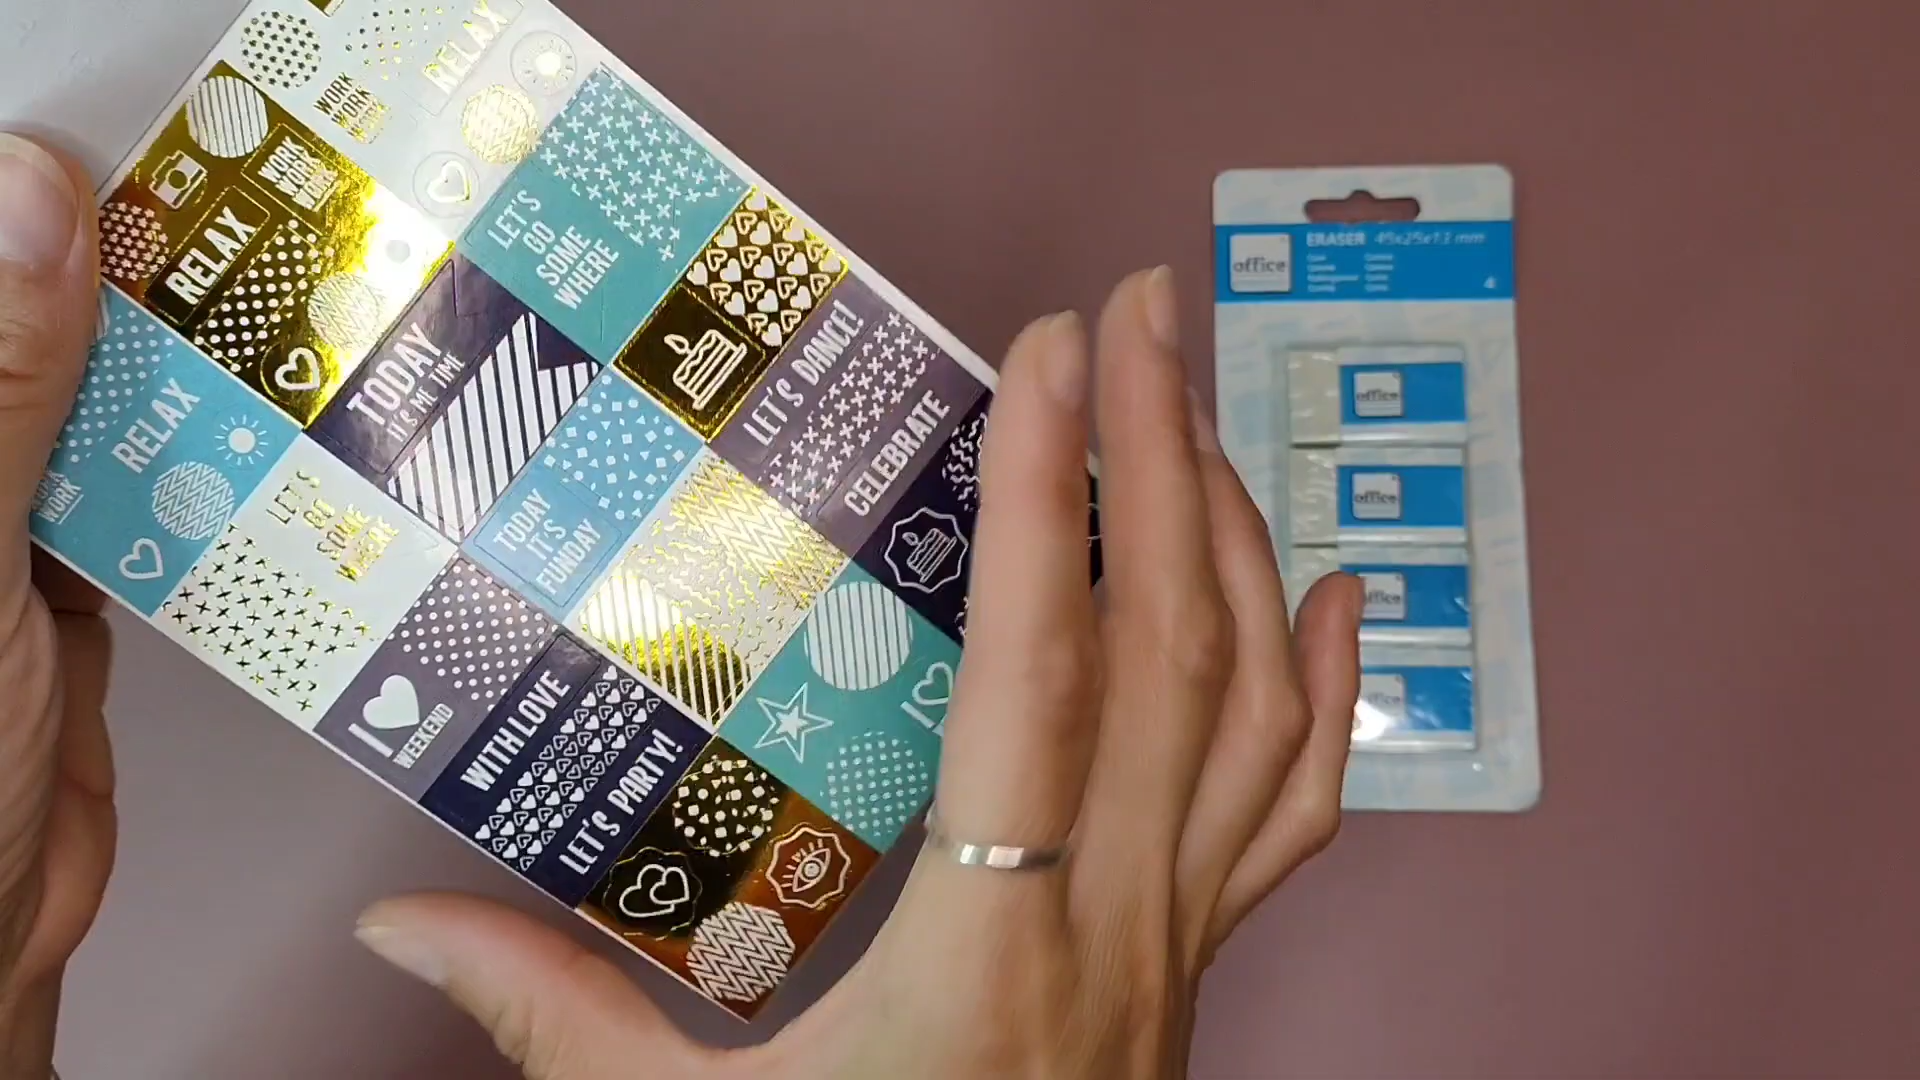 RELAX
WORK
WORK
WORK
WORK
WORK
WORK
RELAX
LET'S
GO
SOME
WHERE
TODAY
IT'S ME TIME
LET'S DANCE!
CELEBRATE
RELAX
WORK
LET'S
GO
SOME
WHERE
TODAY
IT'S
FUNDAY
I
WEEKEND
WITH LOVE
LET'S PARTY!
I
ERASER 45x25x13 mm
office
4
office
office
office
office